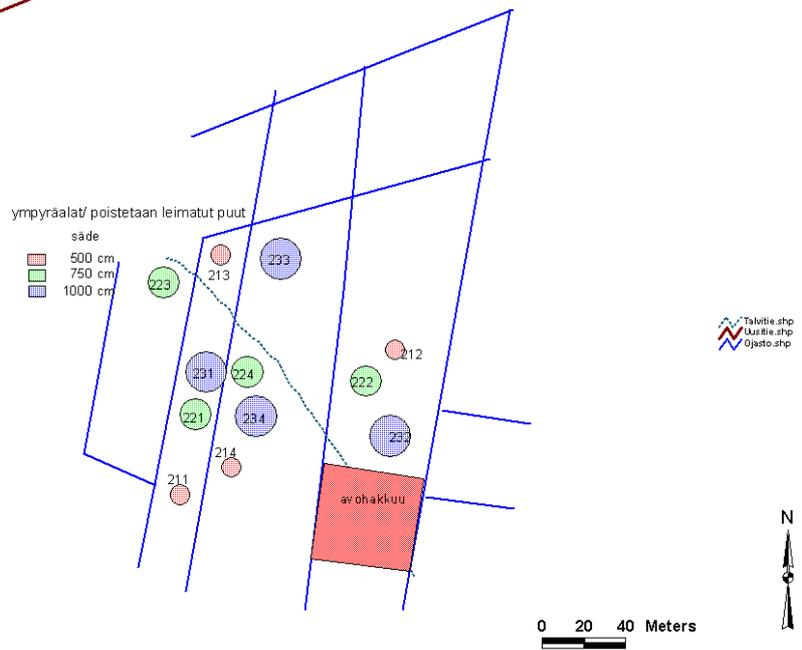 ympyräalat/ poistetaan leimatut puut
säde
500 cm
750 cm
1000 cm
213
233
223
Talvitie.shp
Uusitie.shp
Ojasto.shp
212
231
224
222
221
234
232
214
211
avohakkuu
N
0 20 40 Meters